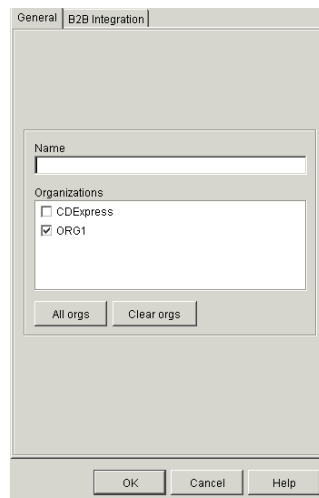 General B2B Integration
Name
Organizations
CDExpress
ORG1
All orgs Clear orgs
OK Cancel Help